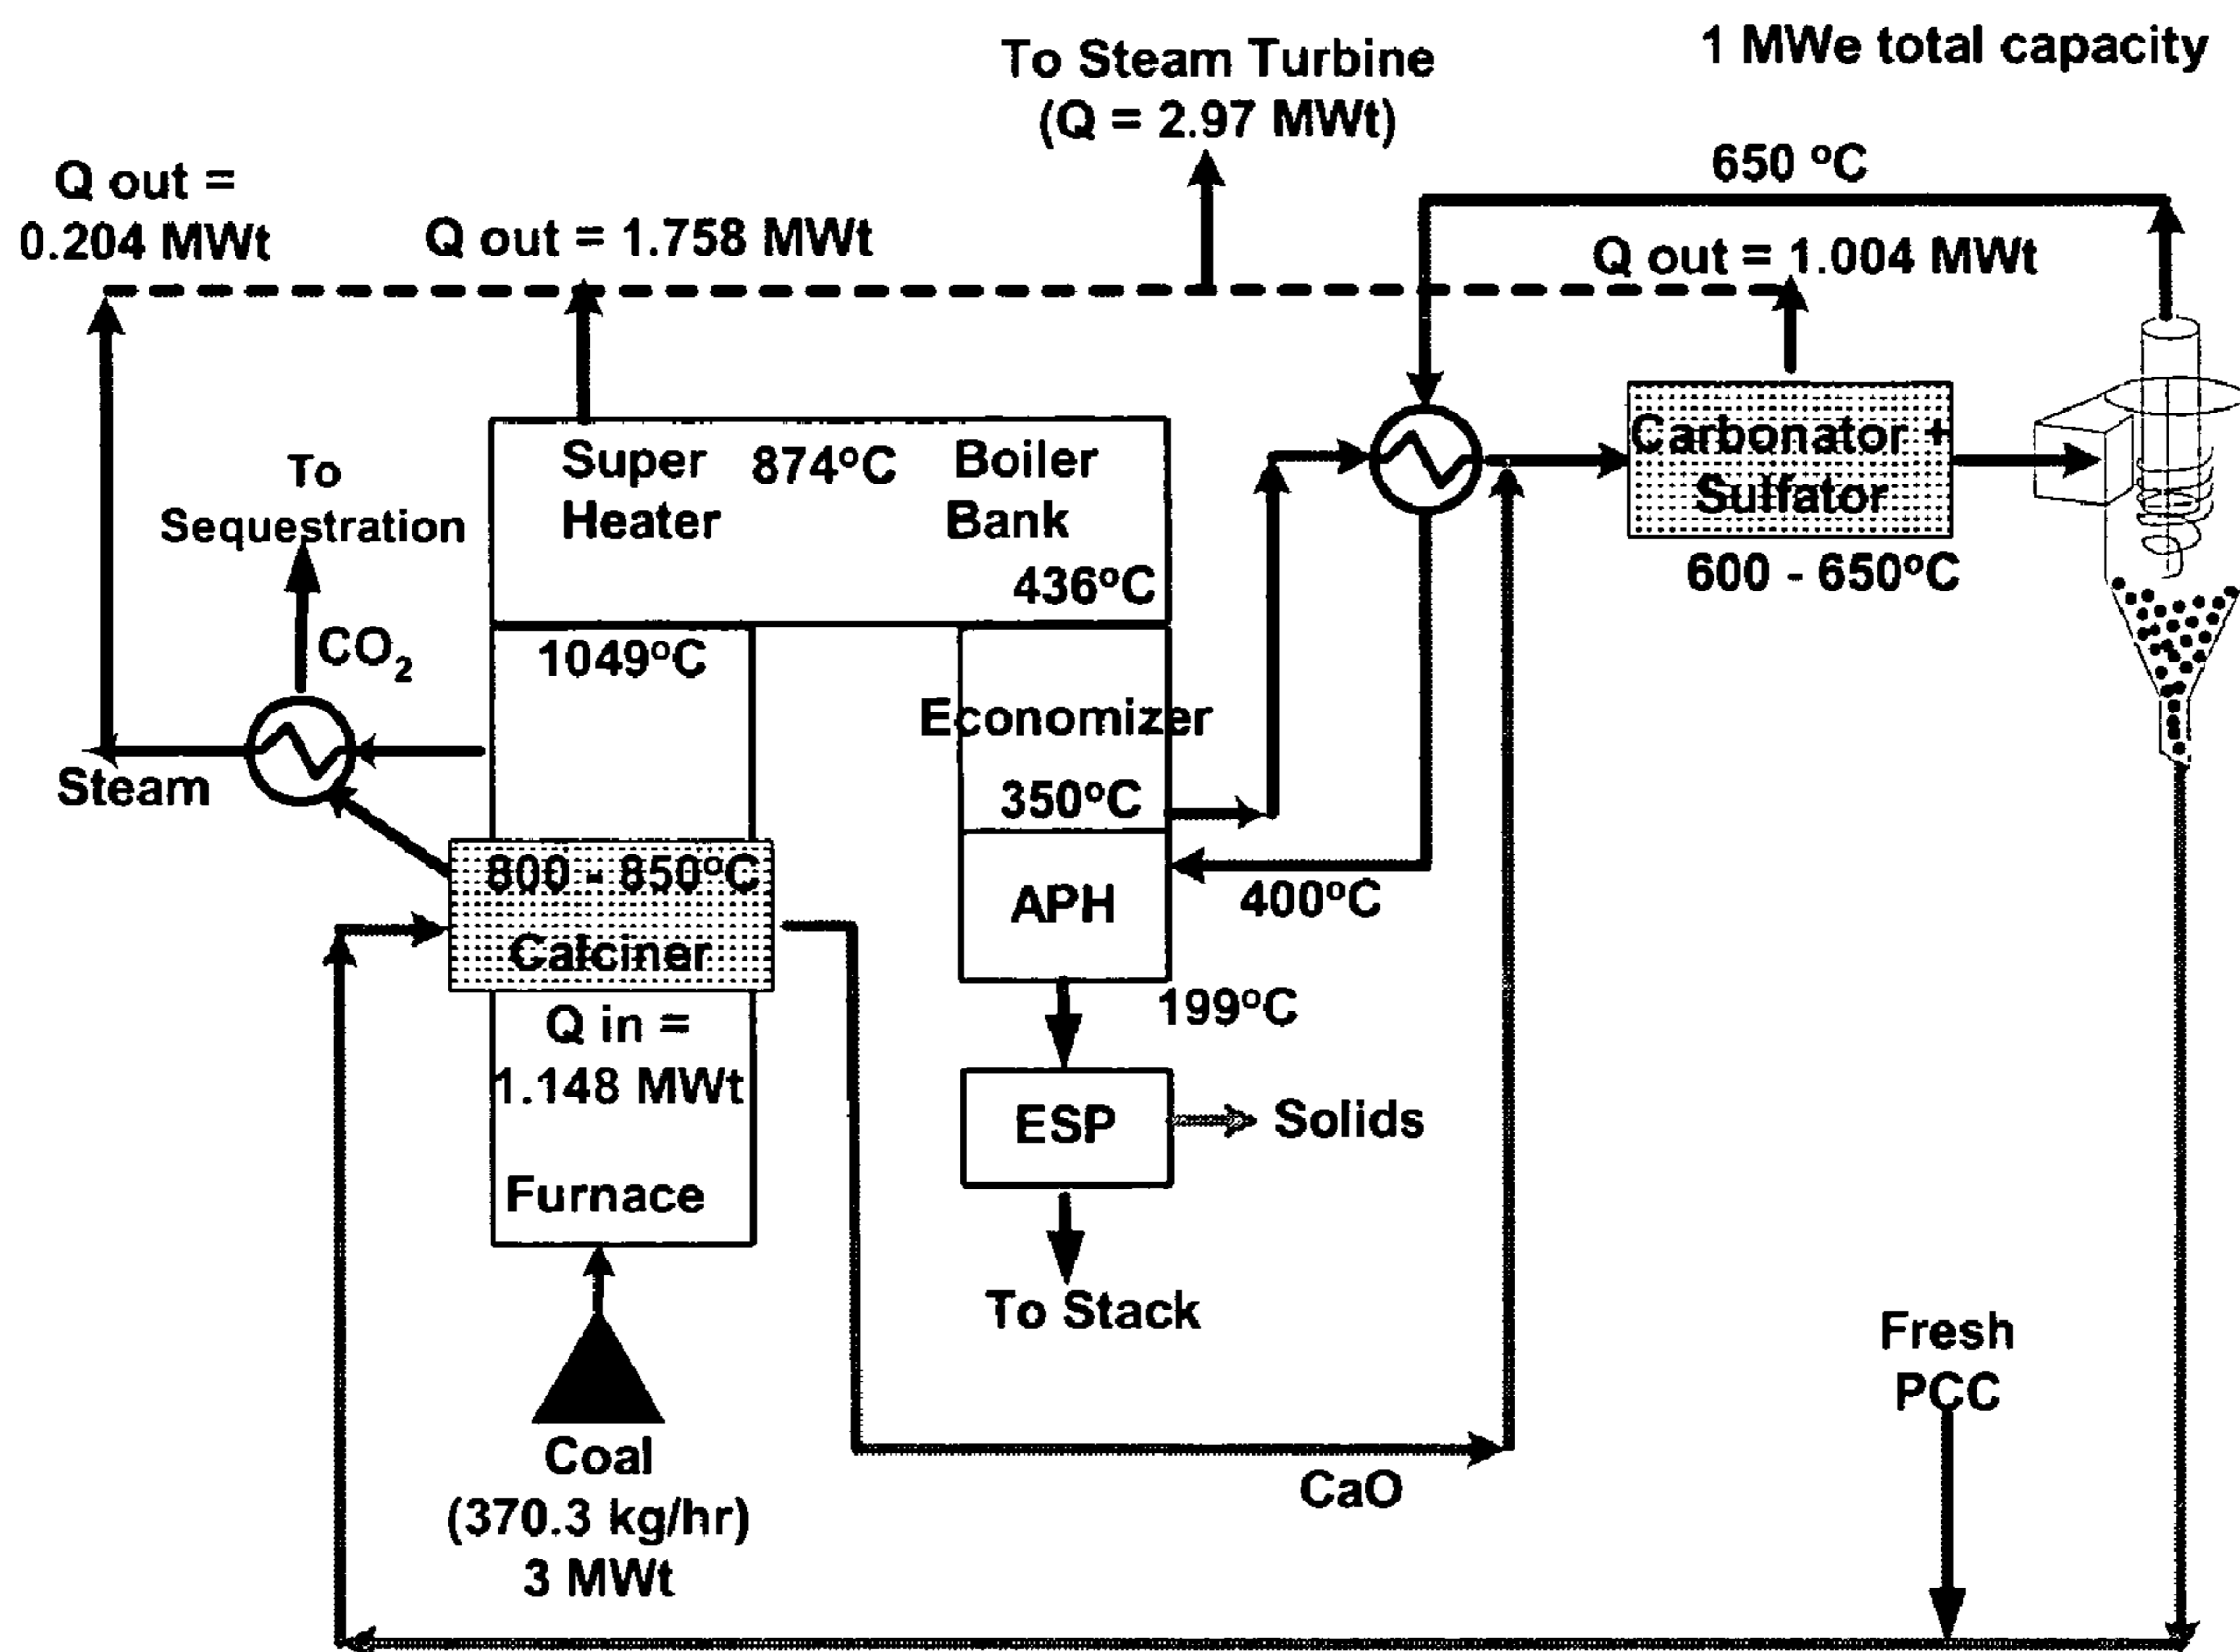 1 MWe total capacity
To Steam Turbine
(Q = 2.97 MWt)
650 °C
Q out =
0.204 MWt
Q out = 1.758 MWt
Q out = 1.004 MWt
To
Sequestration
CO₂
Steam
Super
Heater
874°C
Boiler
Bank
436°C
1049°C
Economizer
350°C
APH
400°C
199°C
Carbonator +
Sulfator
600 - 650°C
800 - 850°C
Calciner
Q in =
1.148 MWt
Furnace
ESP
Solids
To Stack
Coal
(370.3 kg/hr)
3 MWt
CaO
Fresh
PCC